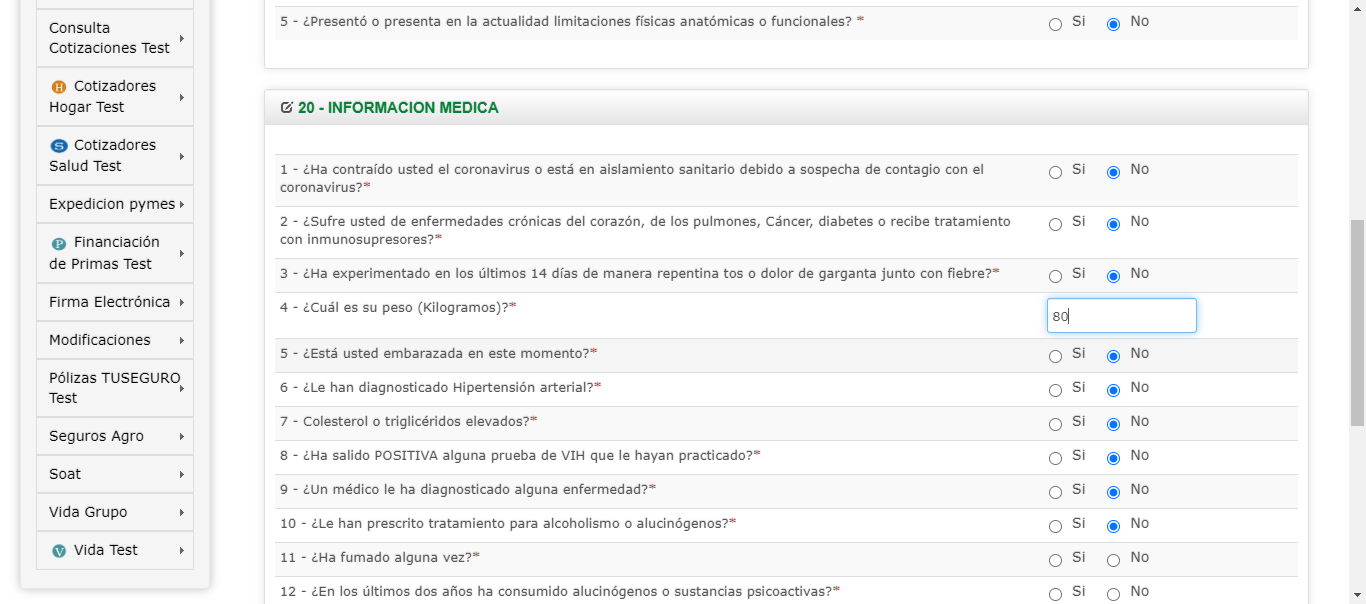 Consulta
Cotizaciones Test
H Cotizadores
Hogar Test
S Cotizadores
Salud Test
Expedicion pymes
P Financiación
de Primas Test
Firma Electrónica
Modificaciones
Pólizas TUSEGURO
Test
Seguros Agro
Soat
Vida Grupo
V Vida Test
5 - ¿Presentó o presenta en la actualidad limitaciones físicas anatómicas o funcionales? * Si No
20 - INFORMACION MEDICA
1 - ¿Ha contraído usted el coronavirus o está en aislamiento sanitario debido a sospecha de contagio con el
coronavirus?* Si No
2 - ¿Sufre usted de enfermedades crónicas del corazón, de los pulmones, Cáncer, diabetes o recibe tratamiento
con inmunosupresores?* Si No
3 - ¿Ha experimentado en los últimos 14 días de manera repentina tos o dolor de garganta junto con fiebre?* Si No
4 - ¿Cuál es su peso (Kilogramos)?* 80
5 - ¿Está usted embarazada en este momento?* Si No
6 - ¿Le han diagnosticado Hipertensión arterial?* Si No
7 - Colesterol o triglicéridos elevados?* Si No
8 - ¿Ha salido POSITIVA alguna prueba de VIH que le hayan practicado?* Si No
9 - ¿Un médico le ha diagnosticado alguna enfermedad?* Si No
10 - ¿Le han prescrito tratamiento para alcoholismo o alucinógenos?* Si No
11 - ¿Ha fumado alguna vez?* Si No
12 - ¿En los últimos dos años ha consumido alucinógenos o sustancias psicoactivas?* Si No